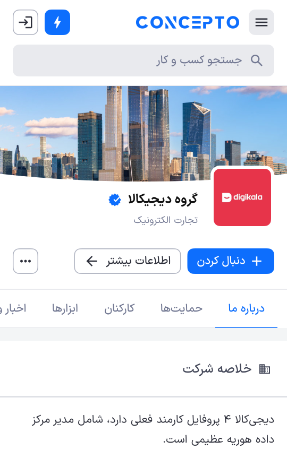 CONCEPTO
جستجو کسب و کار
digikala
گروه دیجیکالا
تجارت الکترونیک
دنبال کردن
اطلاعات بیشتر
درباره ما
حمایت‌ها
کارکنان
ابزارها
اخبار و
خلاصه شرکت
دیجی‌کالا ۴ پروفایل کارمند فعلی دارد، شامل مدیر مرکز
داده هوریه عظیمی است.